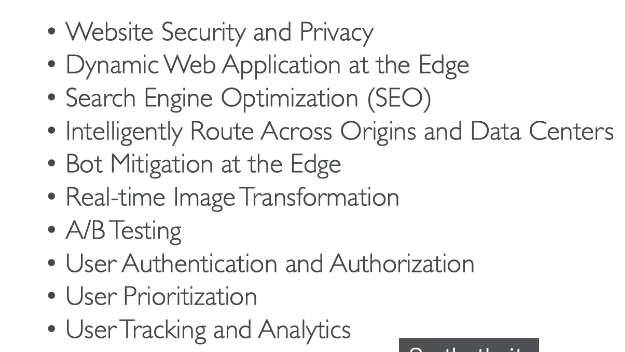 • Website Security and Privacy
• Dynamic Web Application at the Edge
• Search Engine Optimization (SEO)
• Intelligently Route Across Origins and Data Centers
• Bot Mitigation at the Edge
• Real-time Image Transformation
• A/B Testing
• User Authentication and Authorization
• User Prioritization
• User Tracking and Analytics